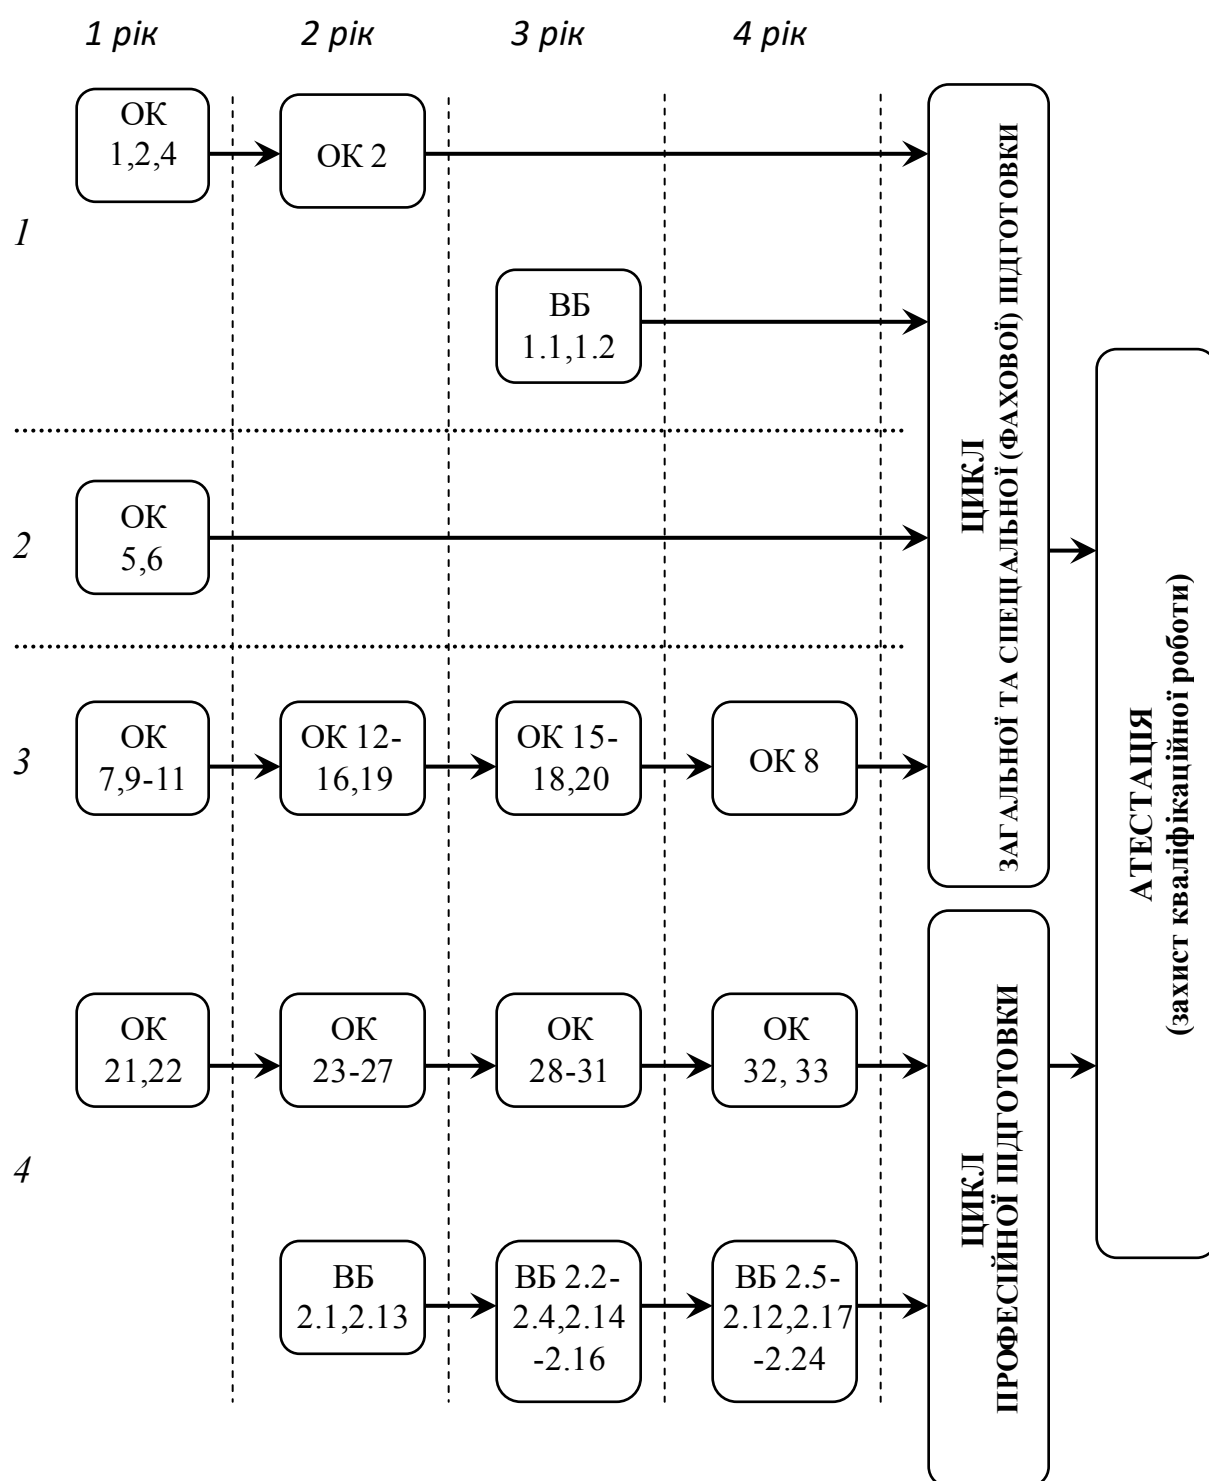 1 рік
2 рік
3 рік
4 рік
1
ОК
1,2,4
ОК 2
ВБ
1.1,1.2
2
ОК
5,6
3
ОК
7,9-11
ОК 12-
16,19
ОК 15-
18,20
ОК 8
ЦИКЛ
ЗАГАЛЬНОЇ ТА СПЕЦІАЛЬНОЇ (ФАХОВОЇ) ПІДГОТОВКИ
4
ОК
21,22
ОК
23-27
ОК
28-31
ОК
32, 33
ВБ
2.1,2.13
ВБ 2.2-
2.4,2.14
-2.16
ВБ 2.5-
2.12,2.17
-2.24
ЦИКЛ
ПРОФЕСІЙНОЇ ПІДГОТОВКИ
АТЕСТАЦІЯ
(захист кваліфікаційної роботи)